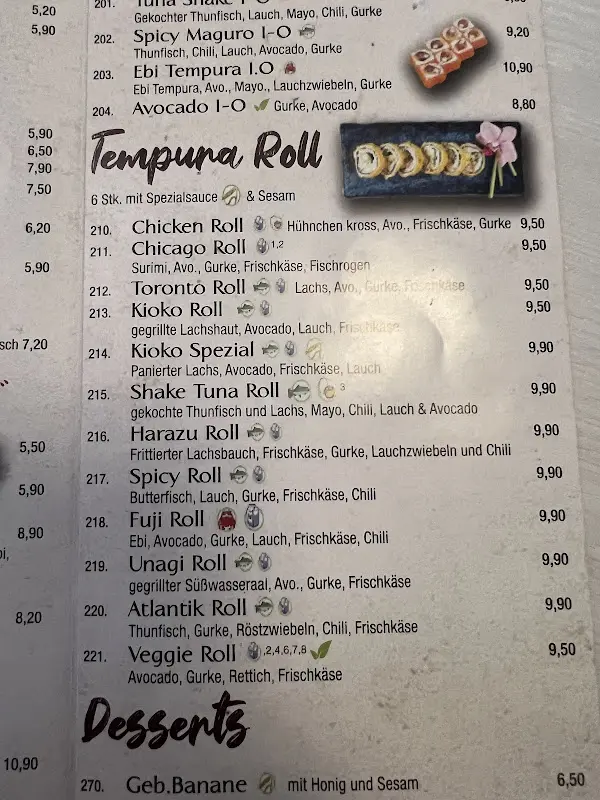 5,20
5,90
5,90
6,50
7,90
7,50
6,20
5,90
sch 7,20
5,50
5,90
8,90
8,20
10,90
201. Tuna Shake I-O
Gekochter Thunfisch, Lauch, Mayo, Chili, Gurke
202. Spicy Maguro I-O 9,20
Thunfisch, Chili, Lauch, Avocado, Gurke
203. Ebi Tempura I.O 10,90
Ebi Tempura, Avo., Mayo., Lauchzwiebeln, Gurke
204. Avocado I-O Gurke, Avocado 8,80
Tempura Roll
6 Stk. mit Spezialsauce & Sesam
210. Chicken Roll Hühnchen kross, Avo., Frischkäse, Gurke 9,50
211. Chicago Roll 1,2 9,50
Surimi, Avo., Gurke, Frischkäse, Fischrogen
212. Toronto Roll Lachs, Avo., Gurke, Frischkäse 9,50
213. Kioko Roll 9,50
gegrillte Lachshaut, Avocado, Lauch, Frischkäse
214. Kioko Spezial 9,90
Panierter Lachs, Avocado, Frischkäse, Lauch
215. Shake Tuna Roll 3 9,90
gekochte Thunfisch und Lachs, Mayo, Chili, Lauch & Avocado
216. Harazu Roll 9,90
Frittierter Lachsbauch, Frischkäse, Gurke, Lauchzwiebeln und Chili
217. Spicy Roll 9,90
Butterfisch, Lauch, Gurke, Frischkäse, Chili
218. Fuji Roll 9,90
Ebi, Avocado, Gurke, Lauch, Frischkäse, Chili
219. Unagi Roll 9,90
gegrillter Süßwasseraal, Avo., Gurke, Frischkäse
220. Atlantik Roll 9,90
Thunfisch, Gurke, Röstzwiebeln, Chili, Frischkäse
221. Veggie Roll ,2,4,6,7,8 9,50
Avocado, Gurke, Rettich, Frischkäse
Desserts
270. Geb.Banane mit Honig und Sesam 6,50